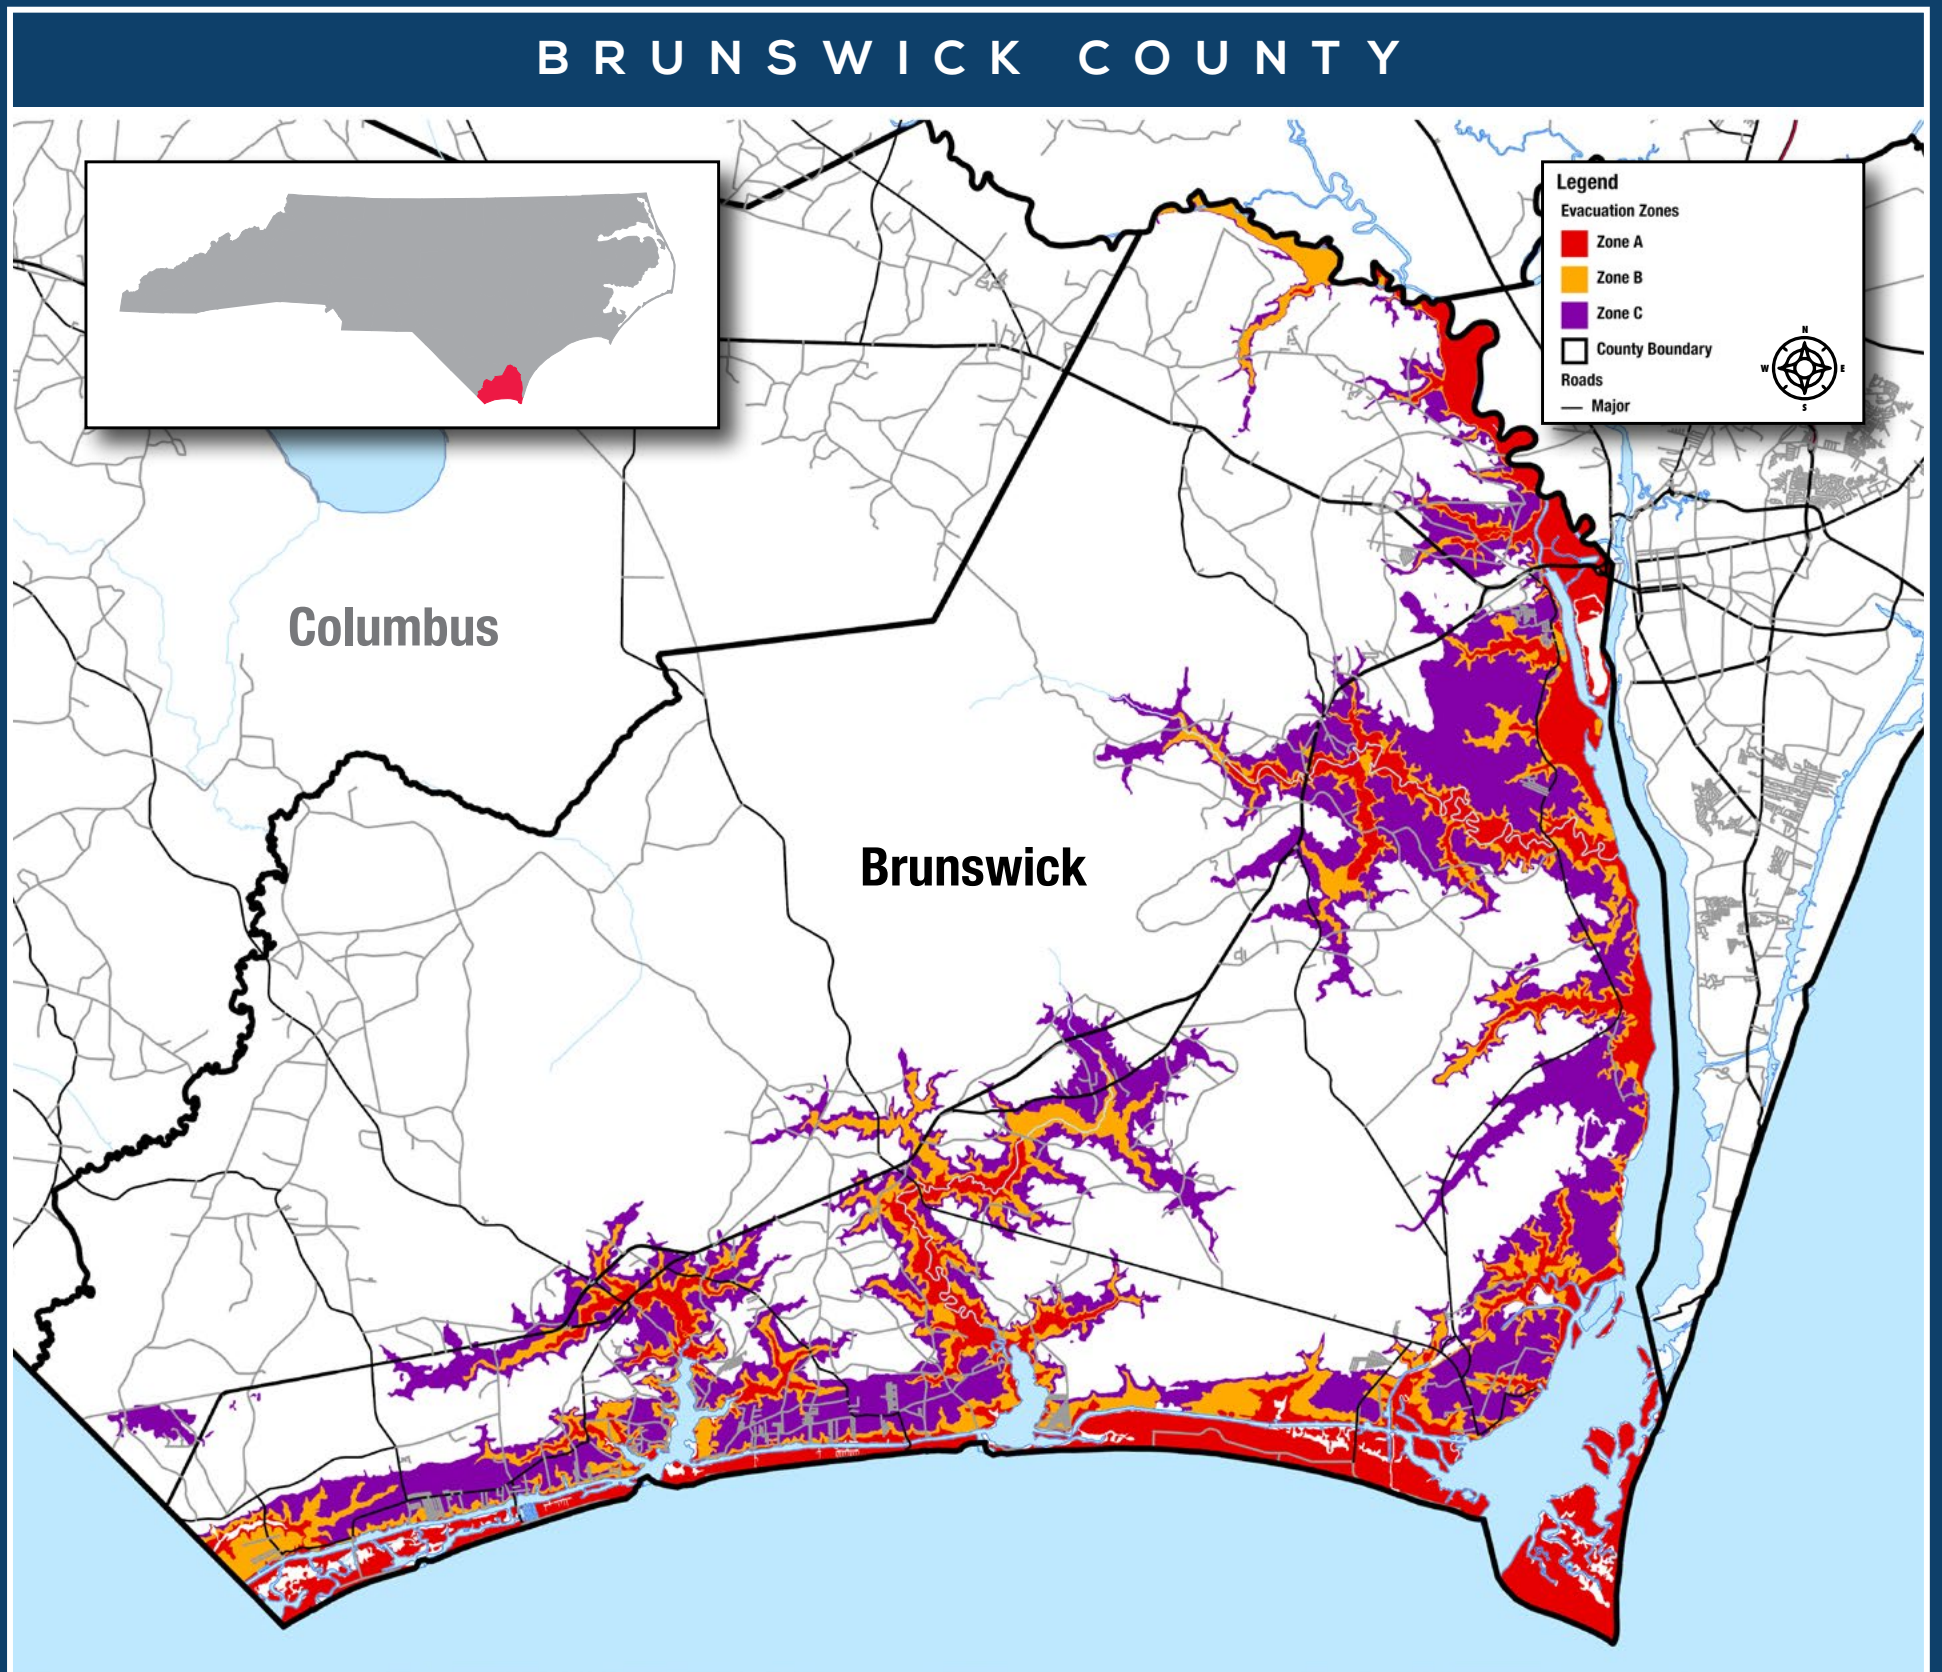 BRUNSWICK COUNTY
Legend
Evacuation Zones
Zone A
Zone B
Zone C
County Boundary
Roads
Major
N
W
E
S
Columbus
Brunswick